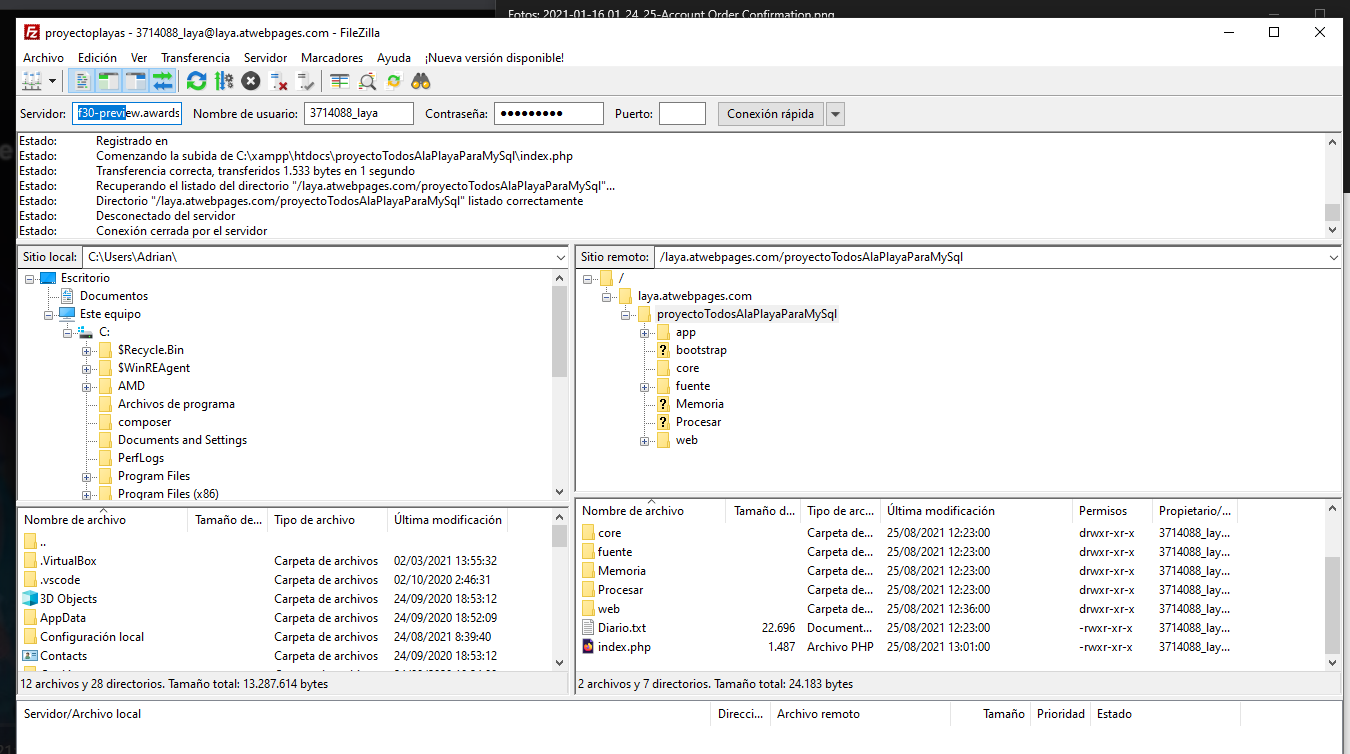 Fotos: 2021-01-16 01_24_25-Account Order Confirmation.png
proyectoplayas - 3714088_laya@laya.atwebpages.com - FileZilla
Archivo Edición Ver Transferencia Servidor Marcadores Ayuda ¡Nueva versión disponible!
Servidor: f30-preview.awards Nombre de usuario: 3714088_laya Contraseña: ●●●●●●●●● Puerto: Conexión rápida
Estado: Registrado en
Estado: Comenzando la subida de C:\xampp\htdocs\proyectoTodosAlaPlayaParaMySql\index.php
Estado: Transferencia correcta, transferidos 1.533 bytes en 1 segundo
Estado: Recuperando el listado del directorio "/laya.atwebpages.com/proyectoTodosAlaPlayaParaMySql"...
Estado: Directorio "/laya.atwebpages.com/proyectoTodosAlaPlayaParaMySql" listado correctamente
Estado: Desconectado del servidor
Estado: Conexión cerrada por el servidor
Sitio local: C:\Users\Adrian\
Escritorio
Documentos
Este equipo
C:
$Recycle.Bin
$WinREAgent
AMD
Archivos de programa
composer
Documents and Settings
PerfLogs
Program Files
Program Files (x86)
Nombre de archivo Tamaño de... Tipo de archivo Última modificación
..
.VirtualBox Carpeta de archivos 02/03/2021 13:55:32
.vscode Carpeta de archivos 02/10/2020 2:46:31
3D Objects Carpeta de archivos 24/09/2020 18:53:12
AppData Carpeta de archivos 24/09/2020 18:52:09
Configuración local Carpeta de archivos 24/08/2021 8:39:40
Contacts Carpeta de archivos 24/09/2020 18:53:12
12 archivos y 28 directorios. Tamaño total: 13.287.614 bytes
Sitio remoto: /laya.atwebpages.com/proyectoTodosAlaPlayaParaMySql
/
laya.atwebpages.com
proyectoTodosAlaPlayaParaMySql
app
bootstrap
core
fuente
Memoria
Procesar
web
Nombre de archivo Tamaño d... Tipo de arc... Última modificación Permisos Propietario/...
core Carpeta de... 25/08/2021 12:23:00 drwxr-xr-x 3714088_lay...
fuente Carpeta de... 25/08/2021 12:23:00 drwxr-xr-x 3714088_lay...
Memoria Carpeta de... 25/08/2021 12:23:00 drwxr-xr-x 3714088_lay...
Procesar Carpeta de... 25/08/2021 12:23:00 drwxr-xr-x 3714088_lay...
web Carpeta de... 25/08/2021 12:36:00 drwxr-xr-x 3714088_lay...
Diario.txt 22.696 Document... 25/08/2021 12:23:00 -rwxr-xr-x 3714088_lay...
index.php 1.487 Archivo PHP 25/08/2021 13:01:00 -rwxr-xr-x 3714088_lay...
2 archivos y 7 directorios. Tamaño total: 24.183 bytes
Servidor/Archivo local Direcci... Archivo remoto Tamaño Prioridad Estado